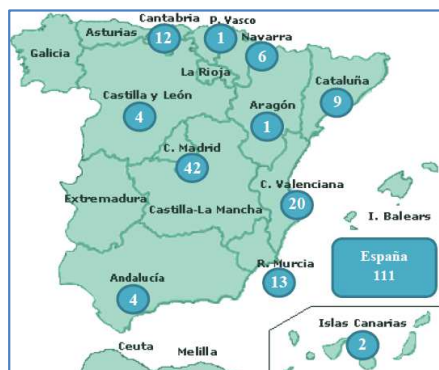 Cantabria
P. Vasco
Asturias
12
1
Navarra
Galicia
6
La Rioja
Cataluña
Castilla y León
9
4
Aragón
1
C. Madrid
42
C. Valenciana
Extremadura
20
Castilla-La Mancha
I. Balears
España
111
R. Murcia
Andalucía
13
4
Islas Canarias
2
Ceuta
Melilla